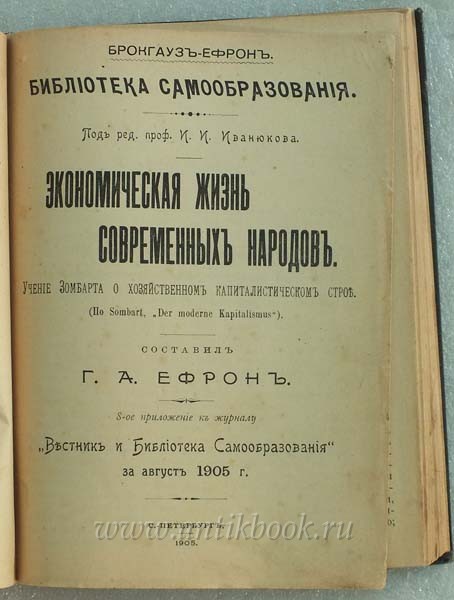 БРОКГАУЗЪ-ЕФРОНЪ.
БИБЛІОТЕКА САМООБРАЗОВАНІЯ.
Подъ ред. проф. И. И. Иванюкова.
ЭКОНОМИЧЕСКАЯ ЖИЗНЬ
СОВРЕМЕННЫХЪ НАРОДОВЪ.
УЧЕНІЕ ЗОМБАРТА О ХОЗЯЙСТВЕННОМЪ КАПИТАЛИСТИЧЕСКОМЪ СТРОѢ.
(По Sombart, „Der moderne Kapitalismus“).
СОСТАВИЛЪ
Г. А. ЕФРОНЪ.
8-ое приложеніе къ журналу
„Вѣстник и Библіотека Самообразованія“
за августъ 1905 г.
www.antikbook.ru
С.-ПЕТЕРБУРГЪ.
1905.